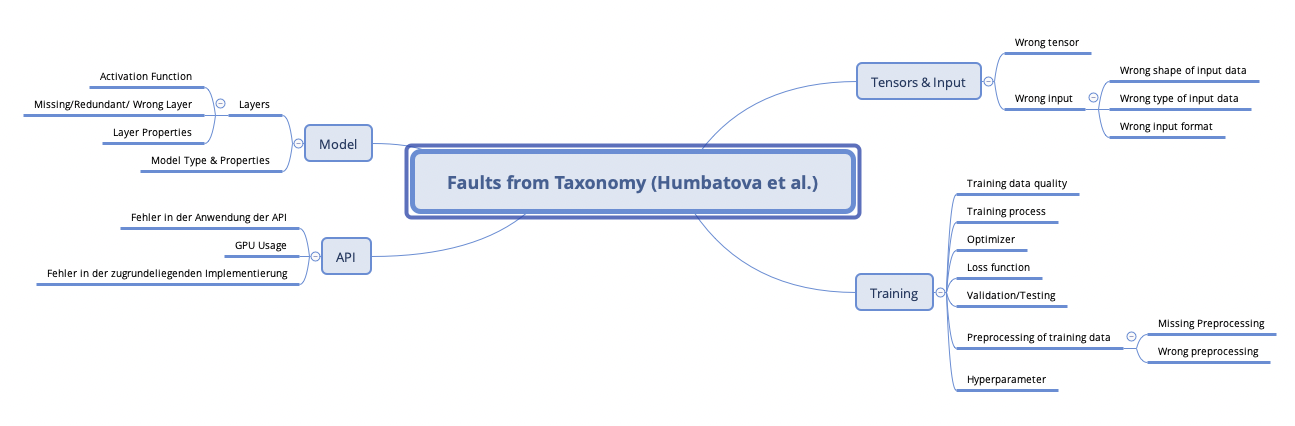 Faults from Taxonomy (Humbatova et al.)
Model
Layers
Activation Function
Missing/Redundant/ Wrong Layer
Layer Properties
Model Type & Properties
API
Fehler in der Anwendung der API
GPU Usage
Fehler in der zugrundeliegenden Implementierung
Tensors & Input
Wrong tensor
Wrong input
Wrong shape of input data
Wrong type of input data
Wrong input format
Training
Training data quality
Training process
Optimizer
Loss function
Validation/Testing
Preprocessing of training data
Missing Preprocessing
Wrong preprocessing
Hyperparameter